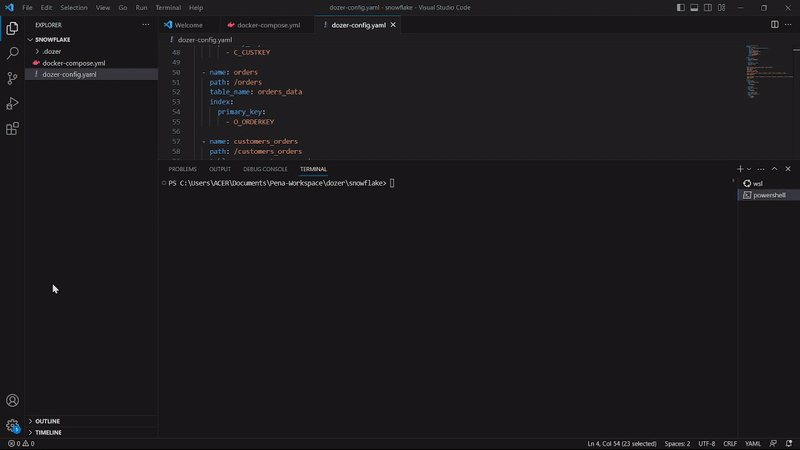 File Edit Selection View Go Run Terminal Help
dozer-config.yaml - snowflake - Visual Studio Code
EXPLORER
SNOWFLAKE
.dozer
docker-compose.yml
dozer-config.yaml
OUTLINE
TIMELINE
Welcome docker-compose.yml dozer-config.yaml
dozer-config.yaml
48 - C_CUSTKEY
49
50 - name: orders
51 path: /orders
52 table_name: orders_data
53 index:
54 primary_key:
55 - O_ORDERKEY
56
57 - name: customers_orders
58 path: /customers_orders
PROBLEMS OUTPUT DEBUG CONSOLE TERMINAL
PS C:\Users\ACER\Documents\Pena-Workspace\dozer\snowflake>
wsl
powershell
0 0 Ln 4, Col 54 (23 selected) Spaces: 2 UTF-8 CRLF YAML